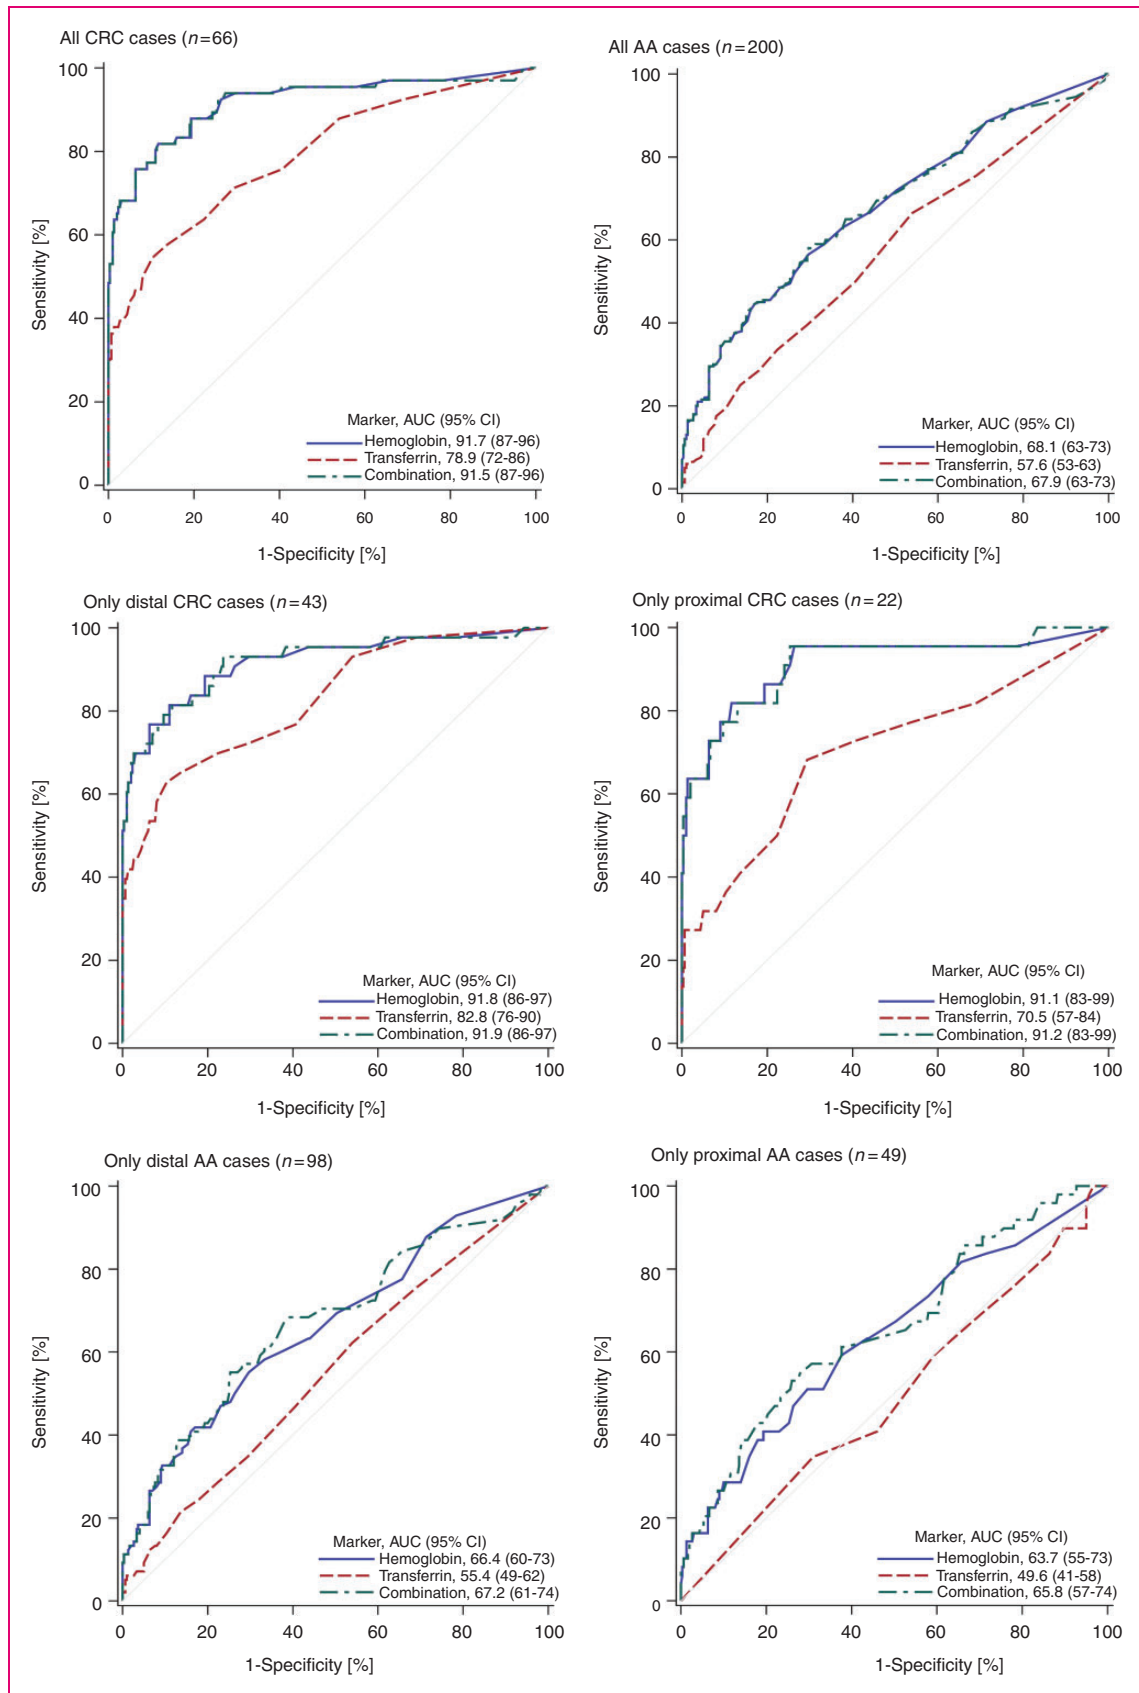 All CRC cases (n=66)
100
80
60
40
20
0
Sensitivity [%]
Marker, AUC (95% CI)
Hemoglobin, 91.7 (87-96)
Transferrin, 78.9 (72-86)
Combination, 91.5 (87-96)
0 20 40 60 80 100
1-Specificity [%]
All AA cases (n=200)
100
80
60
40
20
0
Sensitivity [%]
Marker, AUC (95% CI)
Hemoglobin, 68.1 (63-73)
Transferrin, 57.6 (53-63)
Combination, 67.9 (63-73)
0 20 40 60 80 100
1-Specificity [%]
Only distal CRC cases (n=43)
100
80
60
40
20
0
Sensitivity [%]
Marker, AUC (95% CI)
Hemoglobin, 91.8 (86-97)
Transferrin, 82.8 (76-90)
Combination, 91.9 (86-97)
0 20 40 60 80 100
1-Specificity [%]
Only proximal CRC cases (n=22)
100
80
60
40
20
0
Sensitivity [%]
Marker, AUC (95% CI)
Hemoglobin, 91.1 (83-99)
Transferrin, 70.5 (57-84)
Combination, 91.2 (83-99)
0 20 40 60 80 100
1-Specificity [%]
Only distal AA cases (n=98)
100
80
60
40
20
0
Sensitivity [%]
Marker, AUC (95% CI)
Hemoglobin, 66.4 (60-73)
Transferrin, 55.4 (49-62)
Combination, 67.2 (61-74)
0 20 40 60 80 100
1-Specificity [%]
Only proximal AA cases (n=49)
100
80
60
40
20
0
Sensitivity [%]
Marker, AUC (95% CI)
Hemoglobin, 63.7 (55-73)
Transferrin, 49.6 (41-58)
Combination, 65.8 (57-74)
0 20 40 60 80 100
1-Specificity [%]